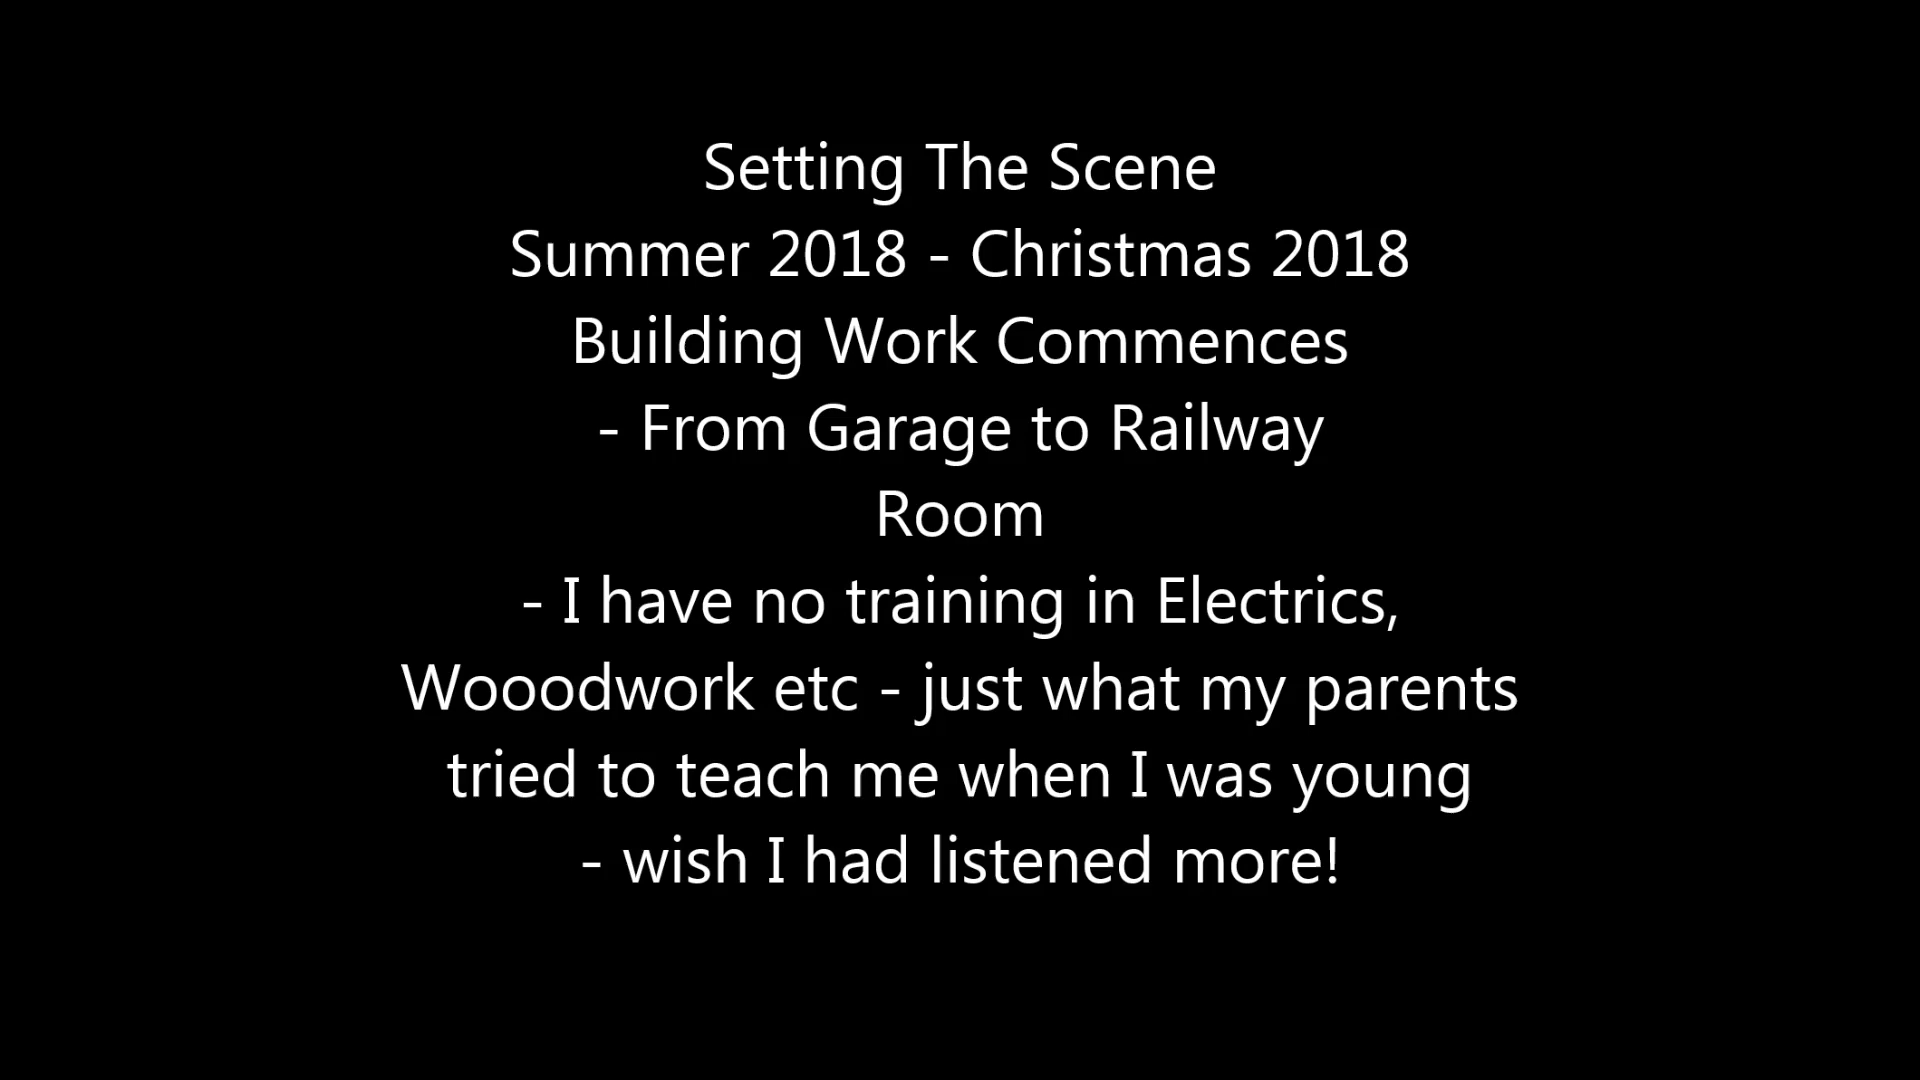 Setting The Scene
Summer 2018 - Christmas 2018
Building Work Commences
- From Garage to Railway
Room
- I have no training in Electrics,
Wooodwork etc - just what my parents
tried to teach me when I was young
- wish I had listened more!